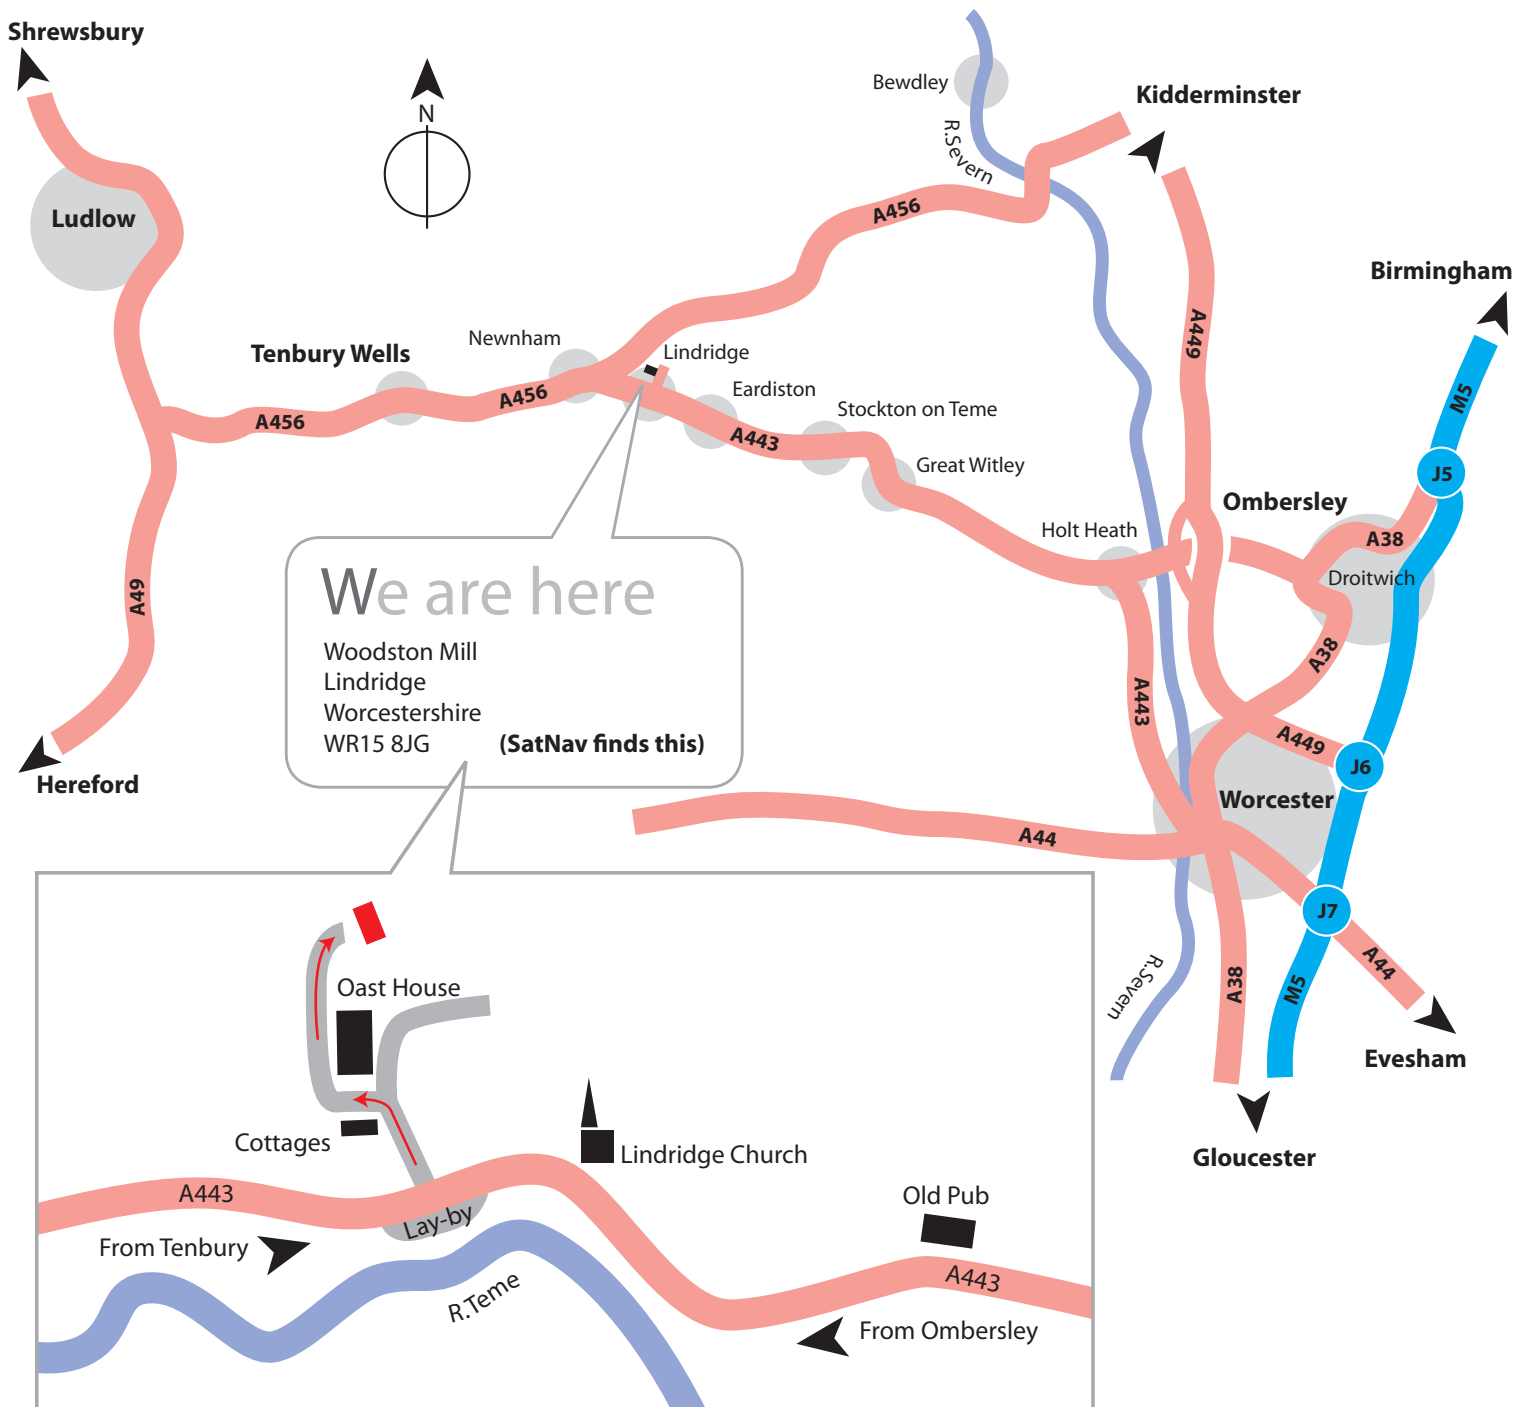 Shrewsbury
N
Bewdley
Kidderminster
R.Severn
Ludlow
A456
Birmingham
A449
Newnham
Tenbury Wells
Lindridge
Eardiston
M5
A456
A456
Stockton on Teme
A443
Great Witley
J5
Ombersley
Holt Heath
A38
Droitwich
A49
We are here
Woodston Mill
Lindridge
Worcestershire
WR15 8JG (SatNav finds this)
A38
A443
A449
J6
Hereford
Worcester
A44
J7
A44
R.Severn
A38
M5
Evesham
Gloucester
Oast House
Cottages
Lindridge Church
A443
Old Pub
Lay-by
From Tenbury
R.Teme
A443
From Ombersley